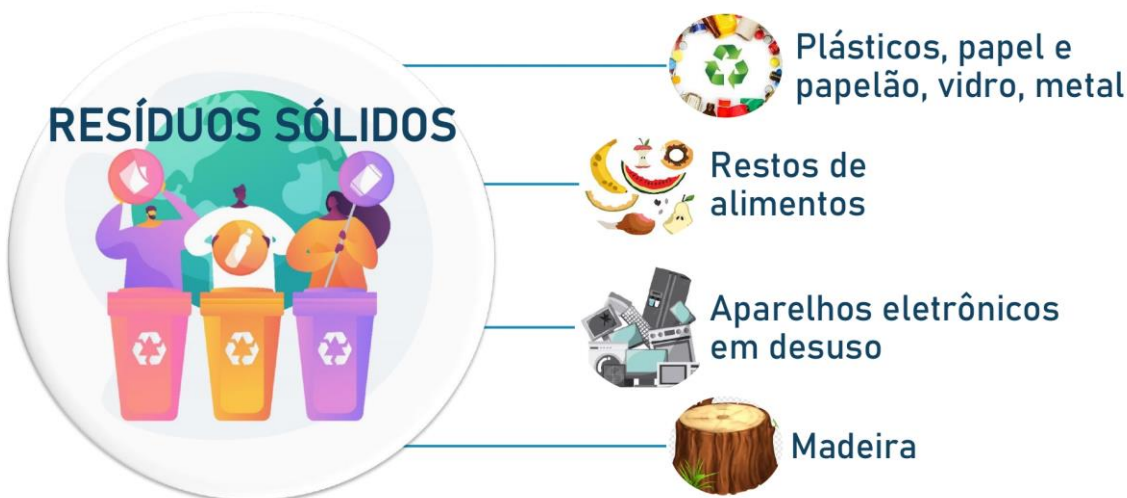 RESÍDUOS SÓLIDOS
Plásticos, papel e
papelão, vidro, metal
Restos de
alimentos
Aparelhos eletrônicos
em desuso
Madeira